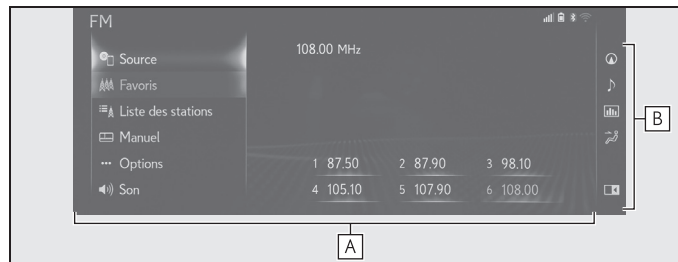 FM
108.00 MHz
Source
Favoris
Liste des stations
Manuel
Options
Son
1 87.50 2 87.90 3 98.10
4 105.10 5 107.90 6 108.00
A
B